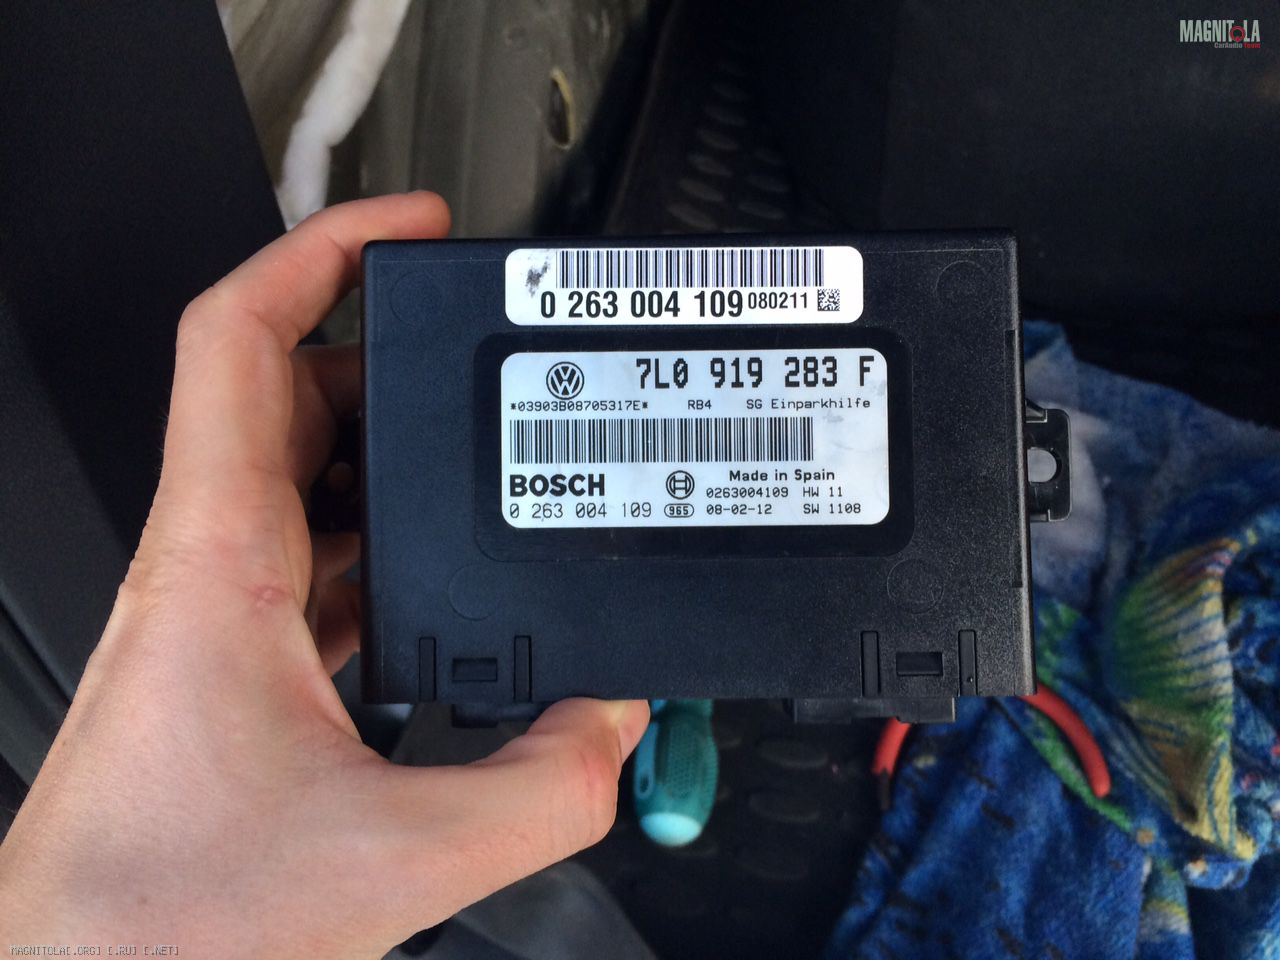 MAGNITOLA
CarAudio Team
0 263 004 109 080211
7L0 919 283 F
*03903B08705317E* RB4 SG Einparkhilfe
BOSCH
Made in Spain
0263004109 HW 11
0 263 004 109 965 08-02-12 SW 1108
MAGNITOLA[.ORG] [.RU] [.NET]